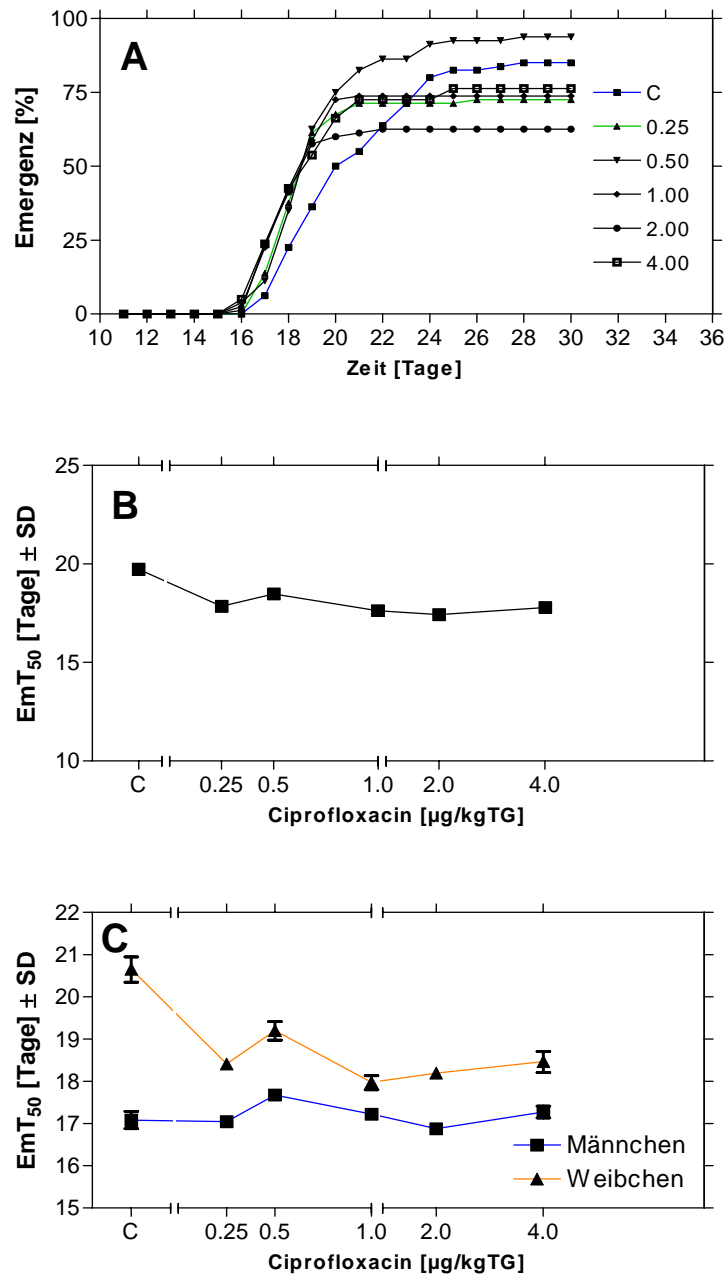 A
Emergenz [%]
100
75
50
25
0
10 12 14 16 18 20 22 24 26 28 30 32 34 36
Zeit [Tage]
C
0.25
0.50
1.00
2.00
4.00
B
EmT50 [Tage] ± SD
25
20
15
10
C 0.25 0.5 1.0 2.0 4.0
Ciprofloxacin [µg/kgTG]
C
EmT50 [Tage] ± SD
22
21
20
19
18
17
16
15
C 0.25 0.5 1.0 2.0 4.0
Ciprofloxacin [µg/kgTG]
Männchen
Weibchen